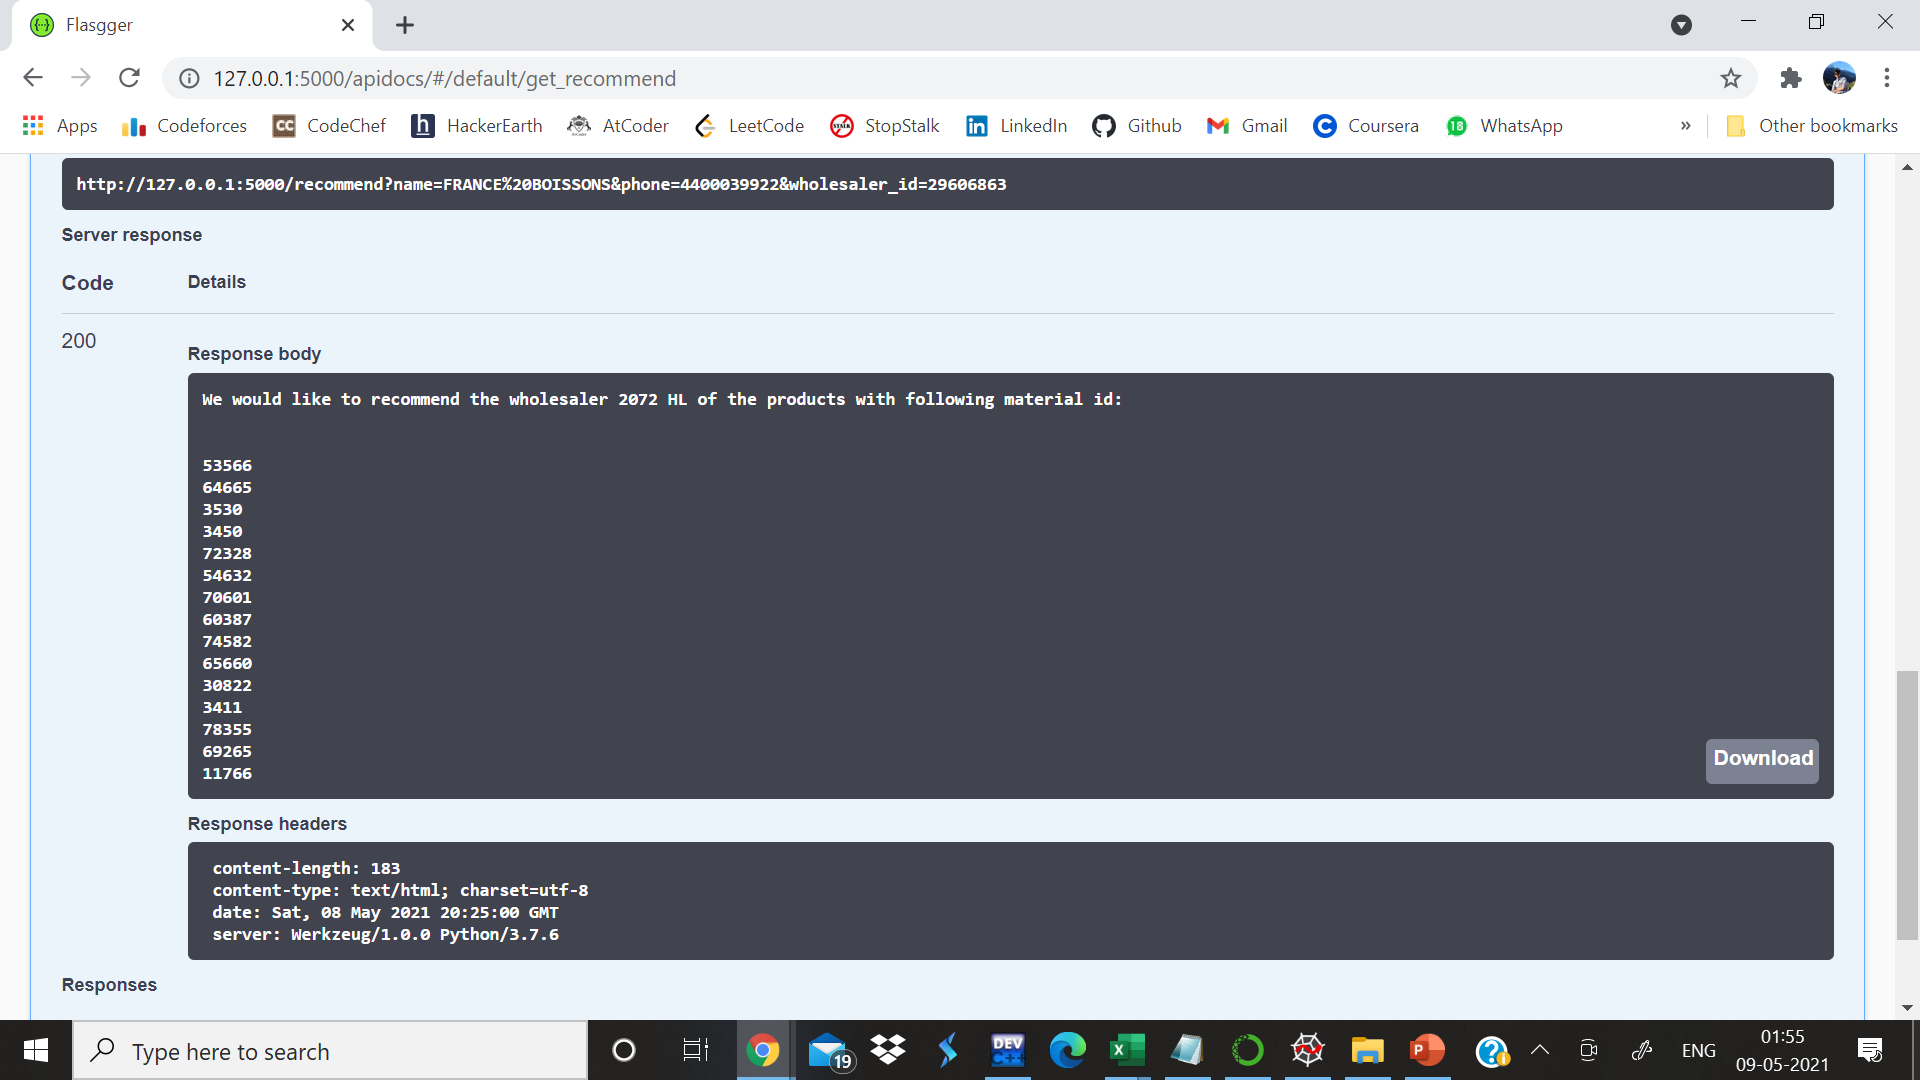 Flasgger
127.0.0.1:5000/apidocs/#/default/get_recommend
Apps Codeforces CodeChef HackerEarth AtCoder LeetCode StopStalk LinkedIn Github Gmail Coursera WhatsApp » Other bookmarks
http://127.0.0.1:5000/recommend?name=FRANCE%20BOISSONS&phone=4400039922&wholesaler_id=29606863
Server response
Code Details
200
Response body
We would like to recommend the wholesaler 2072 HL of the products with following material id:
53566
64665
3530
3450
72328
54632
70601
60387
74582
65660
30822
3411
78355
69265
11766
Download
Response headers
content-length: 183
content-type: text/html; charset=utf-8
date: Sat, 08 May 2021 20:25:00 GMT
server: Werkzeug/1.0.0 Python/3.7.6
Responses
Type here to search
19
DEV C++
ENG
01:55
09-05-2021